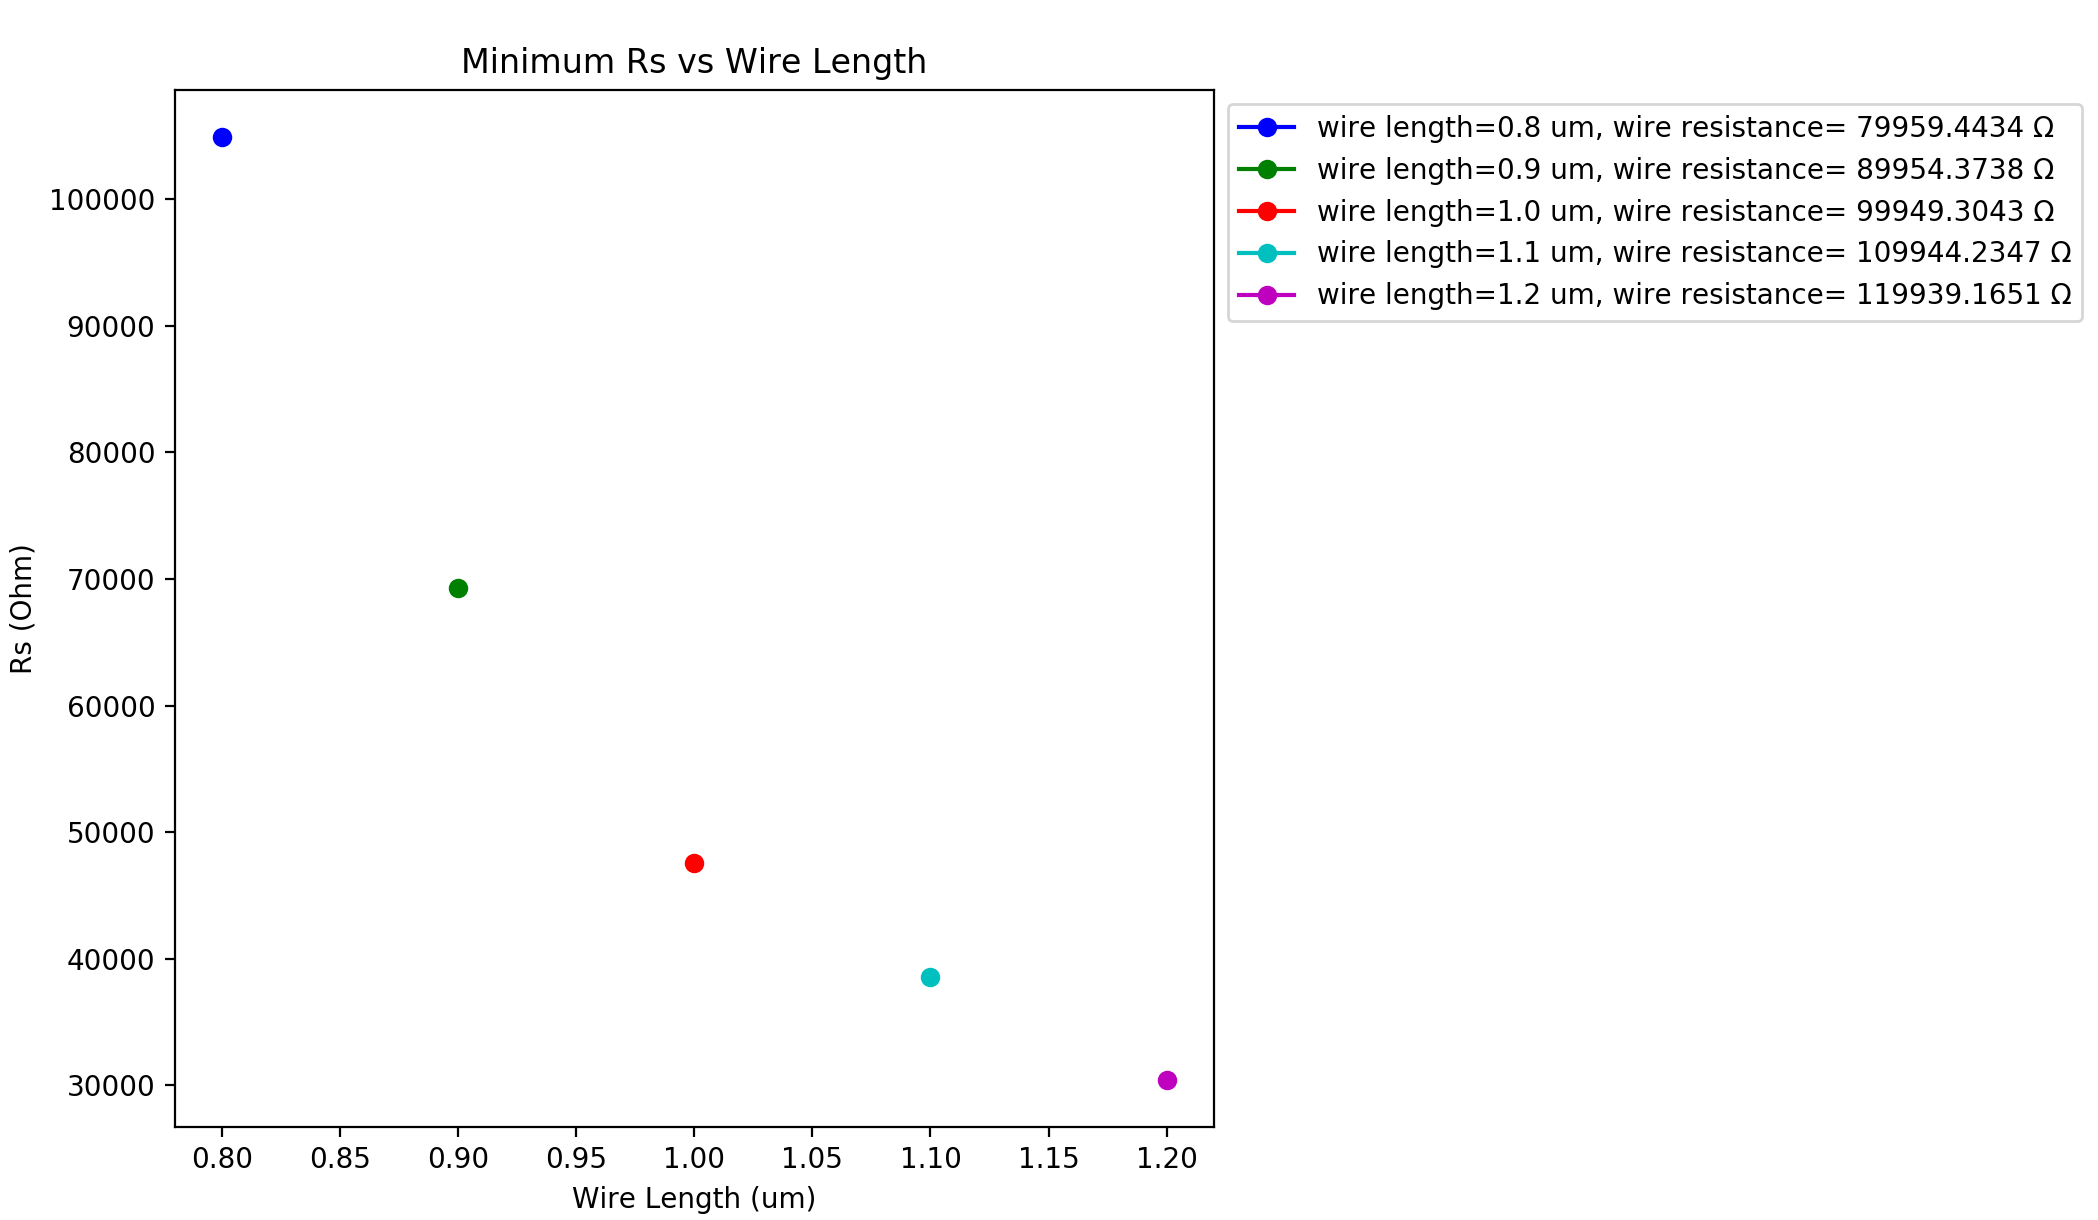 Minimum Rs vs Wire Length
wire length=0.8 um, wire resistance= 79959.4434 Ω
wire length=0.9 um, wire resistance= 89954.3738 Ω
wire length=1.0 um, wire resistance= 99949.3043 Ω
wire length=1.1 um, wire resistance= 109944.2347 Ω
wire length=1.2 um, wire resistance= 119939.1651 Ω
100000
90000
80000
70000
60000
50000
40000
30000
Rs (Ohm)
0.80 0.85 0.90 0.95 1.00 1.05 1.10 1.15 1.20
Wire Length (um)